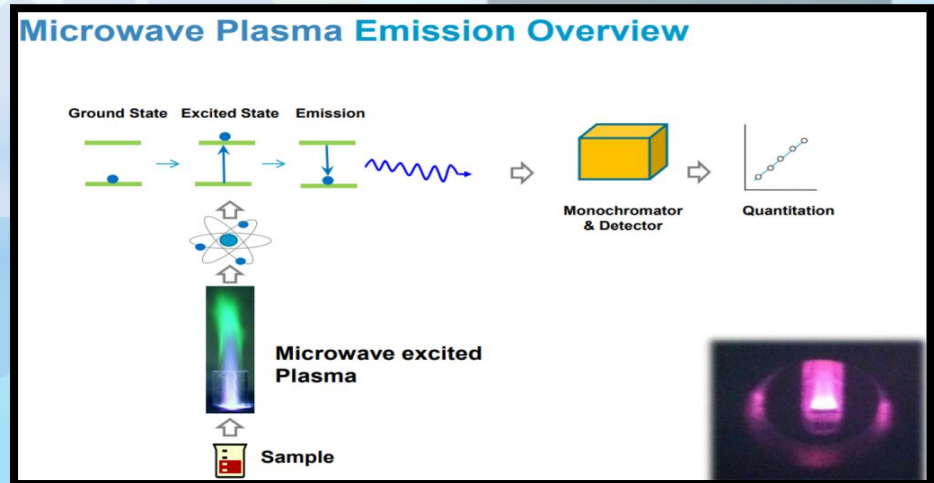 Microwave Plasma Emission Overview
Ground State Excited State Emission
Monochromator
& Detector
Quantitation
Microwave excited
Plasma
Sample